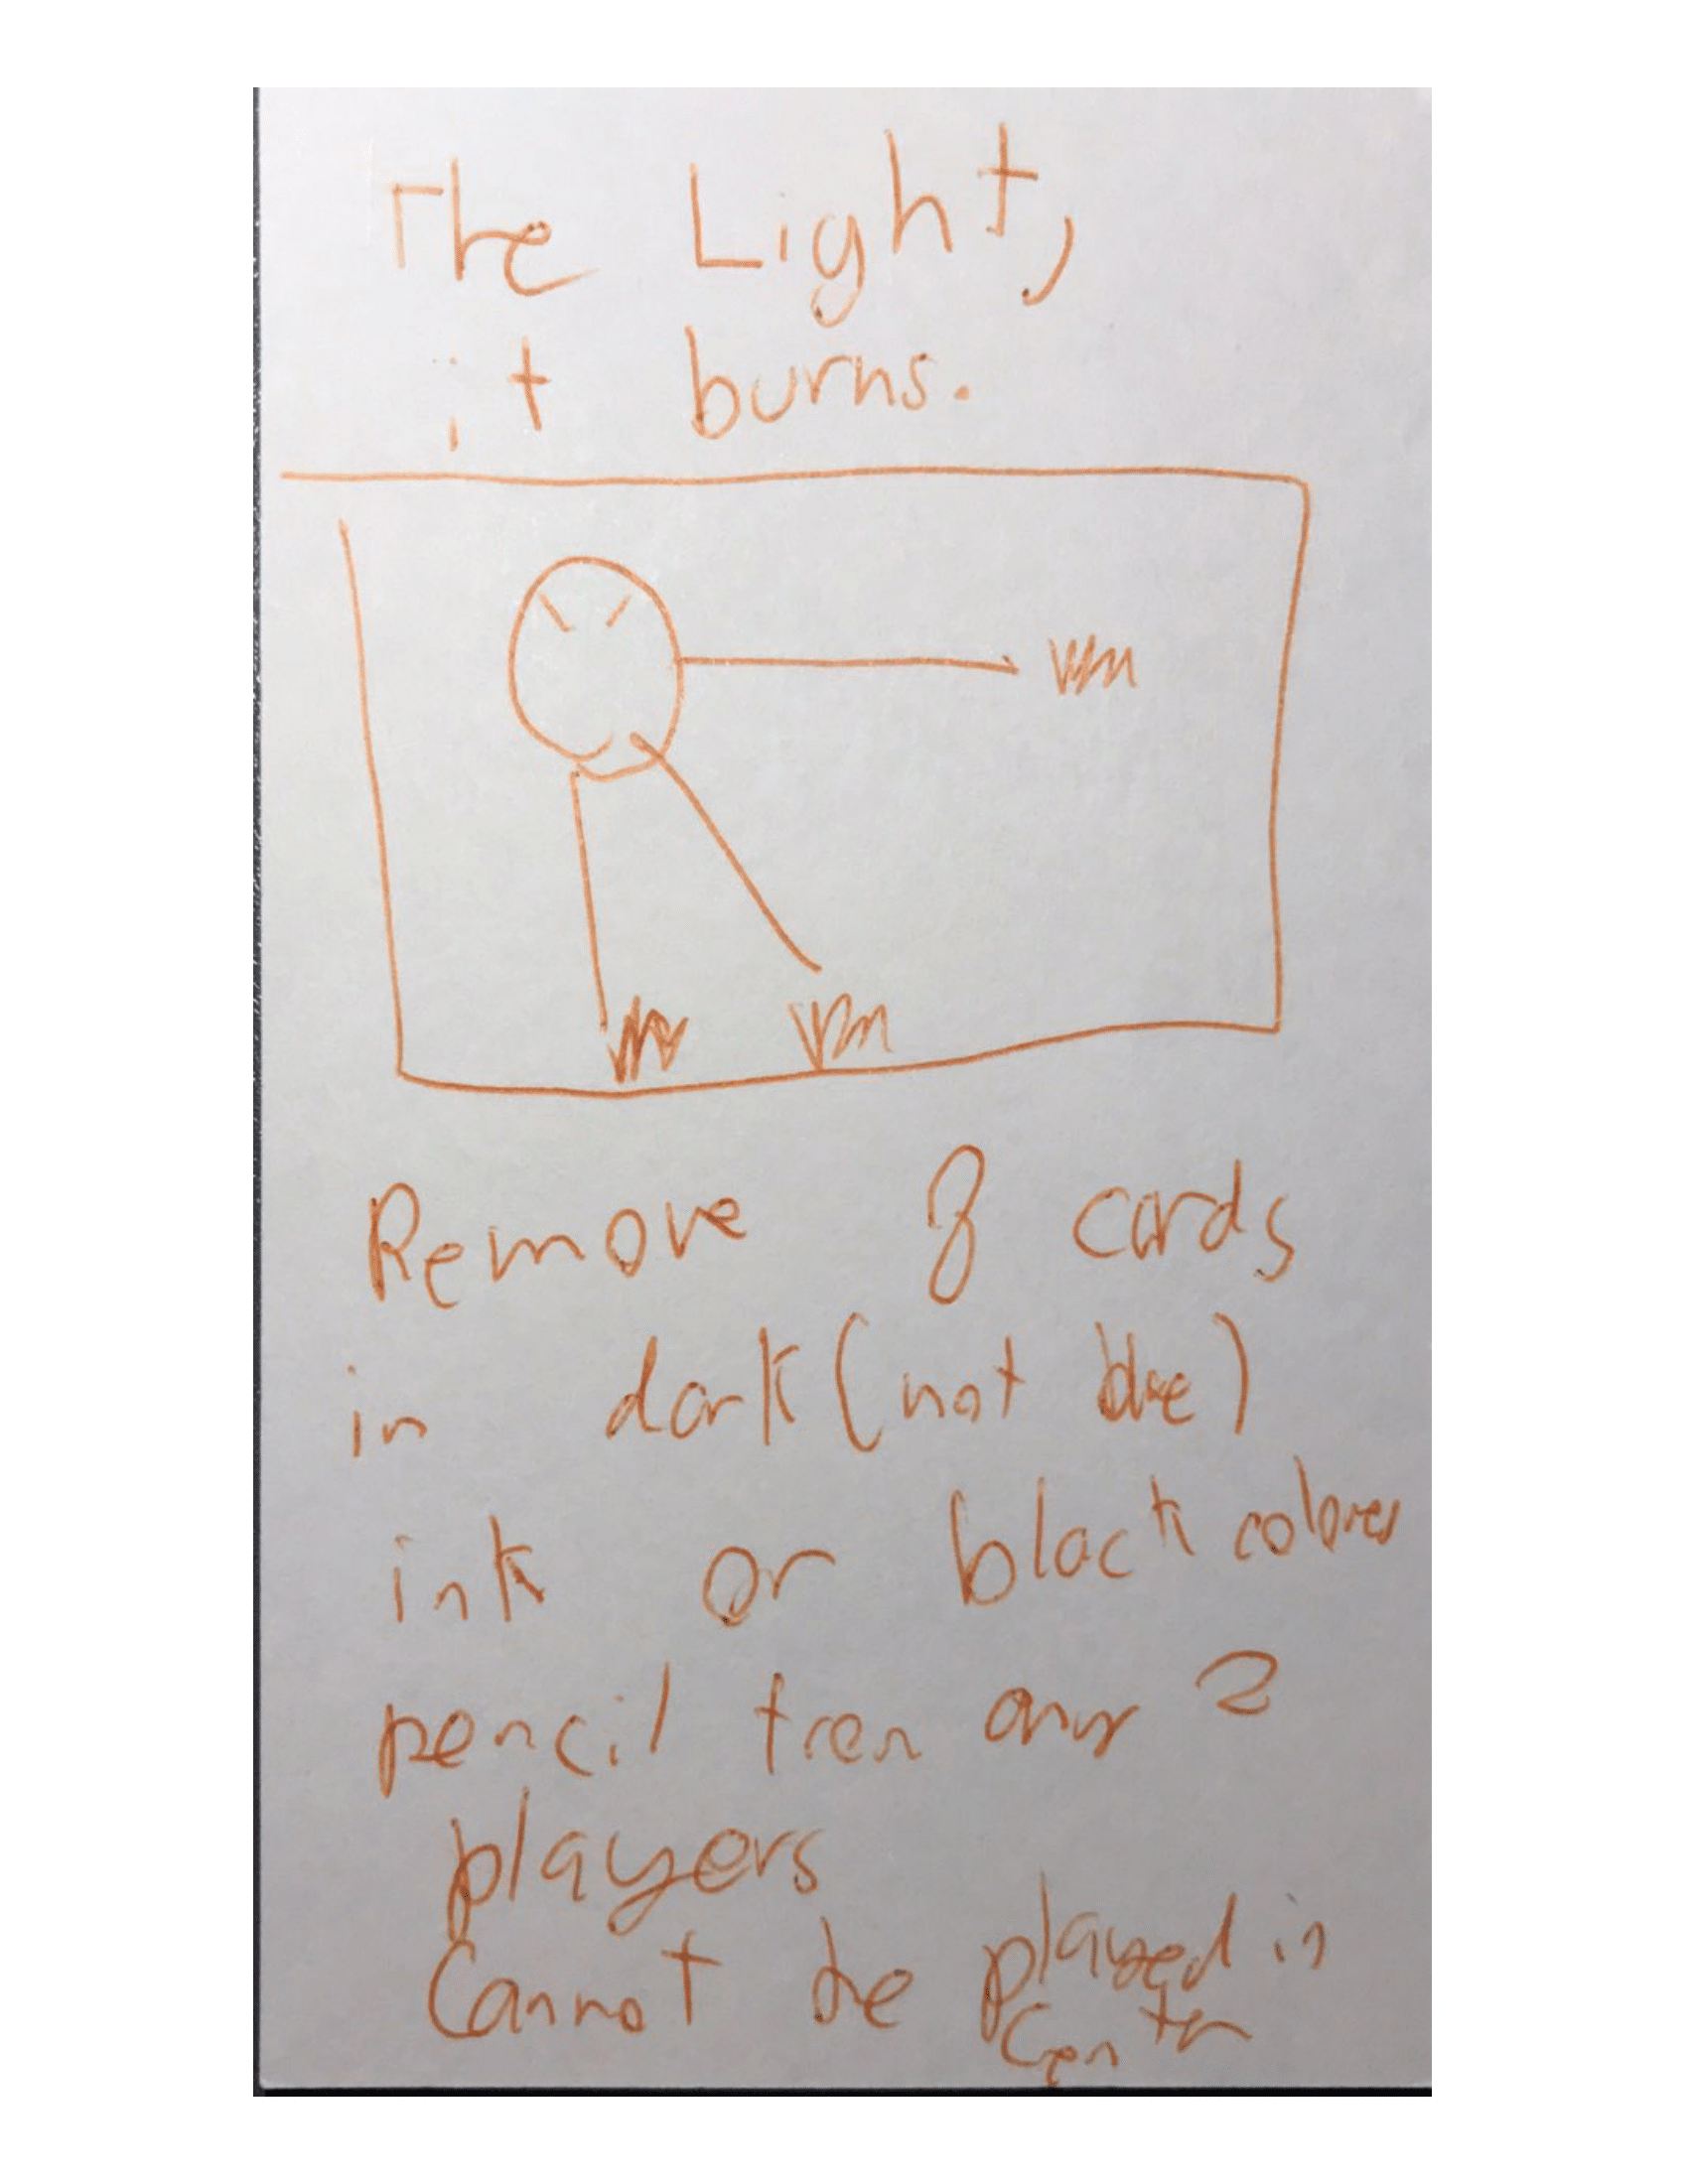 The Light,
it burns.
Remove 8 cards
in dark (not blue)
ink or black colored
pencil from any 2
players
Cannot be played in
Center